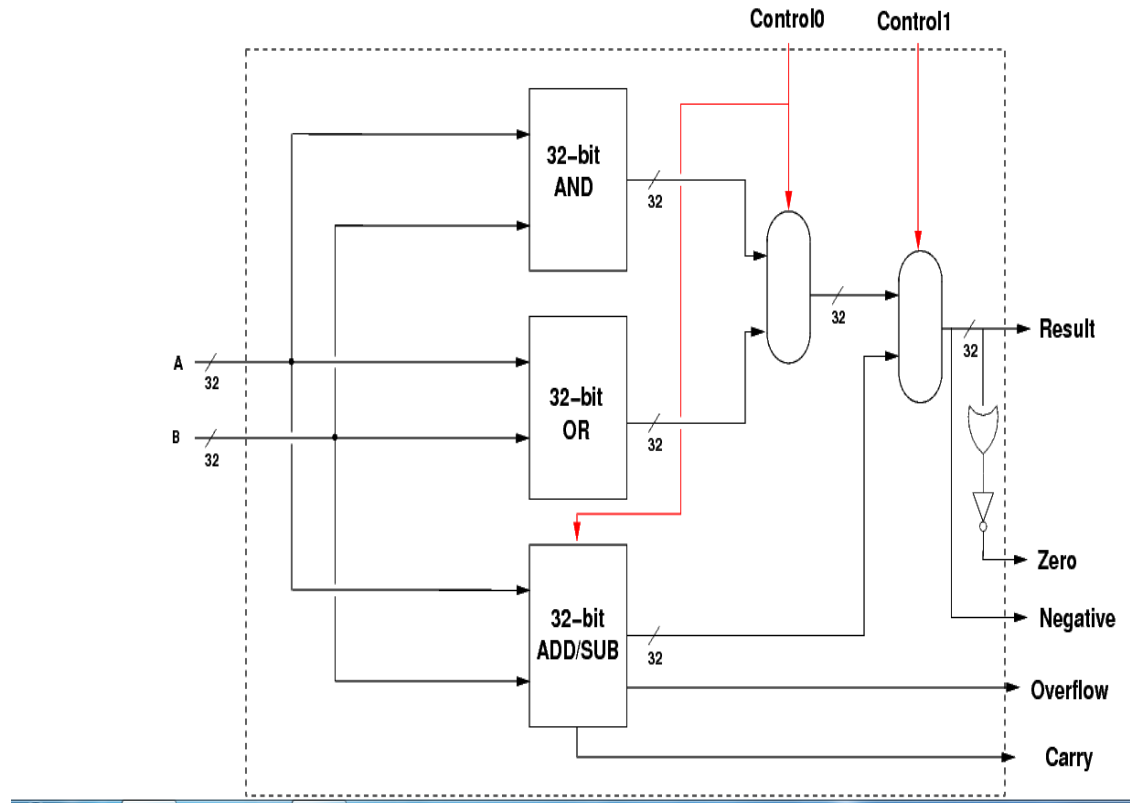 Control0
Control1
32-bit
AND
32
32
32
Result
A
32
32-bit
OR
B
32
32
32-bit
ADD/SUB
32
Zero
Negative
Overflow
Carry